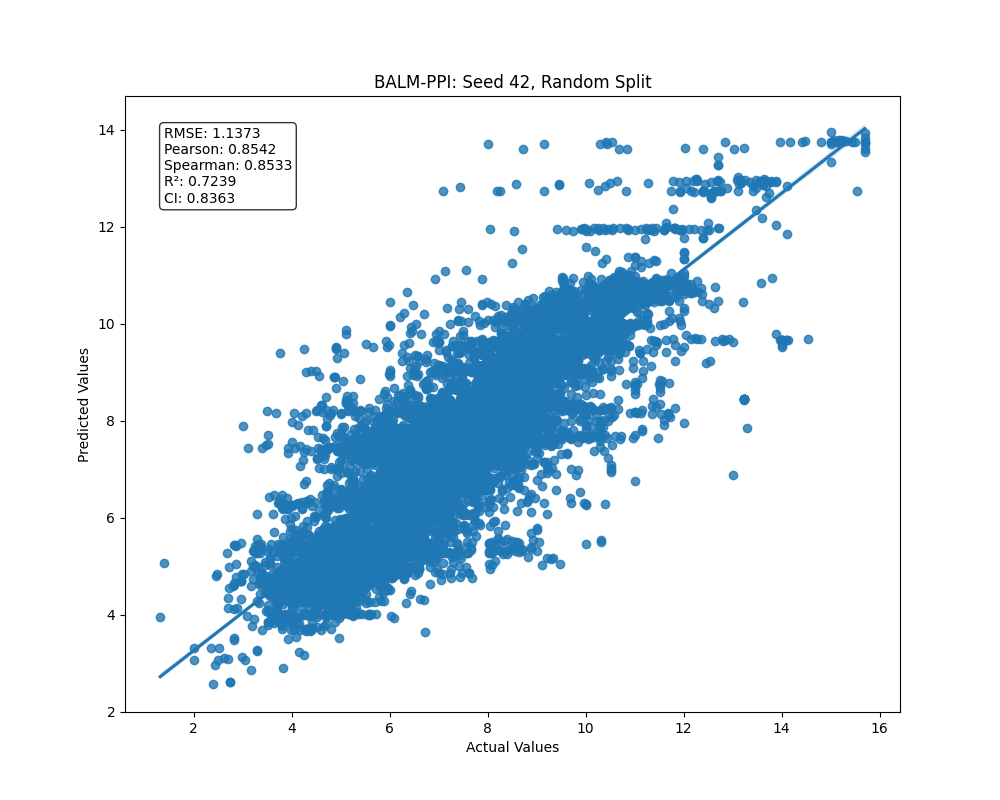 BALM-PPI: Seed 42, Random Split
RMSE: 1.1373
Pearson: 0.8542
Spearman: 0.8533
R²: 0.7239
CI: 0.8363
14
12
10
8
6
4
2
Predicted Values
2 4 6 8 10 12 14 16
Actual Values